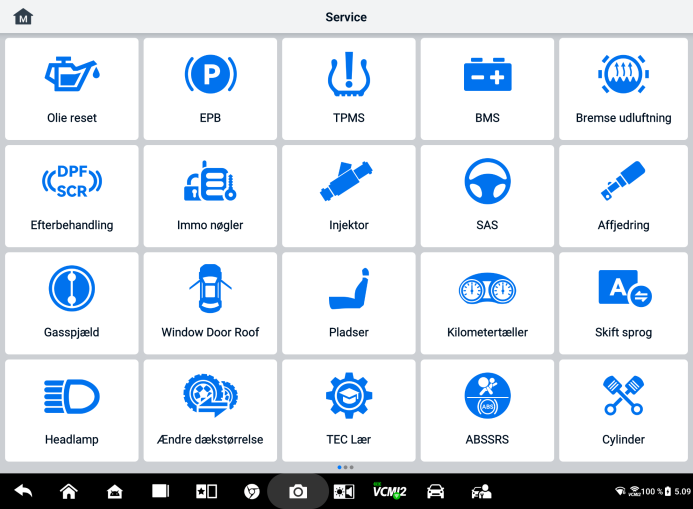 M
Service
Olie reset
P
EPB
TPMS
BMS
Bremse udluftning
DPF
SCR
Efterbehandling
Immo nøgler
Injektor
SAS
Affjedring
Gasspjæld
Window Door Roof
Pladser
Kilometertæller
A
Skift sprog
Headlamp
Ændre dækstørrelse
TEC Lær
ABS
ABSSRS
Cylinder
VCMI2
VCMI2
100 %
5.09